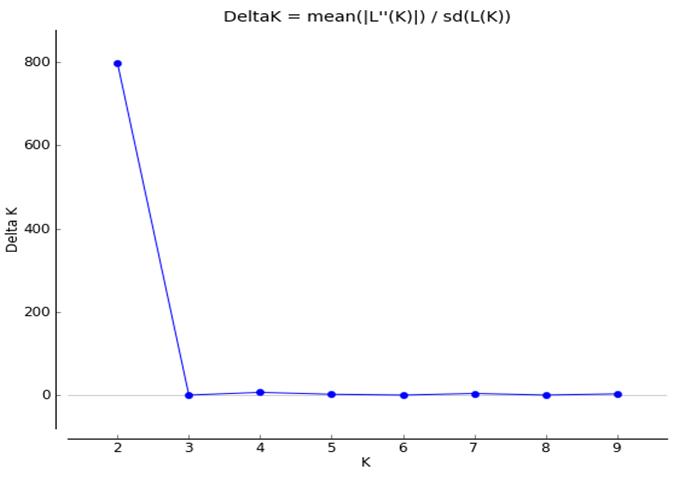 DeltaK = mean(|L''(K)|) / sd(L(K))
800
600
400
200
0
Delta K
2 3 4 5 6 7 8 9
K